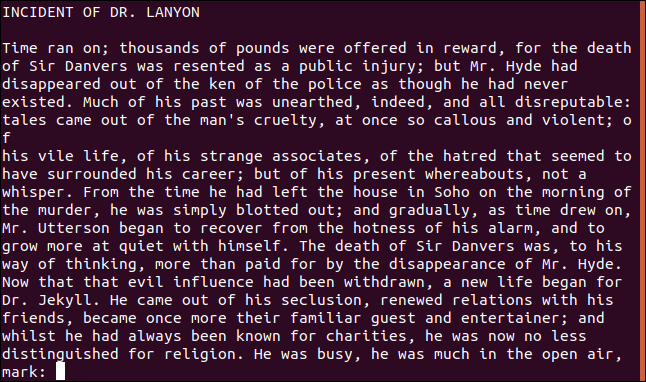 INCIDENT OF DR. LANYON
Time ran on; thousands of pounds were offered in reward, for the death
of Sir Danvers was resented as a public injury; but Mr. Hyde had
disappeared out of the ken of the police as though he had never
existed. Much of his past was unearthed, indeed, and all disreputable:
tales came out of the man's cruelty, at once so callous and violent; o
f
his vile life, of his strange associates, of the hatred that seemed to
have surrounded his career; but of his present whereabouts, not a
whisper. From the time he had left the house in Soho on the morning of
the murder, he was simply blotted out; and gradually, as time drew on,
Mr. Utterson began to recover from the hotness of his alarm, and to
grow more at quiet with himself. The death of Sir Danvers was, to his
way of thinking, more than paid for by the disappearance of Mr. Hyde.
Now that that evil influence had been withdrawn, a new life began for
Dr. Jekyll. He came out of his seclusion, renewed relations with his
friends, became once more their familiar guest and entertainer; and
whilst he had always been known for charities, he was now no less
distinguished for religion. He was busy, he was much in the open air,
mark: